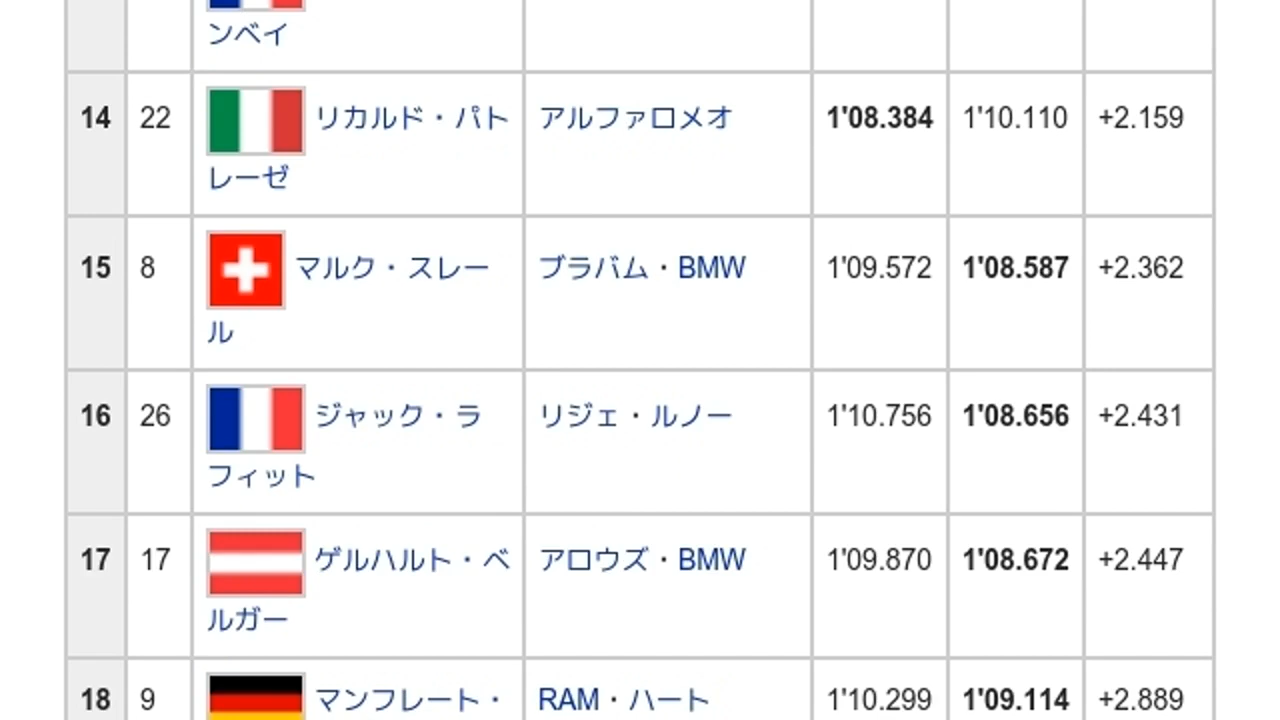 ンベイ
14 22 リカルド・パト アルファロメオ 1'08.384 1'10.110 +2.159
レーゼ
15 8 マルク・スレー ブラバム・BMW 1'09.572 1'08.587 +2.362
ル
16 26 ジャック・ラ リジェ・ルノー 1'10.756 1'08.656 +2.431
フィット
17 17 ゲルハルト・ベ アロウズ・BMW 1'09.870 1'08.672 +2.447
ルガー
18 9 マンフレート・ RAM・ハート 1'10.299 1'09.114 +2.889